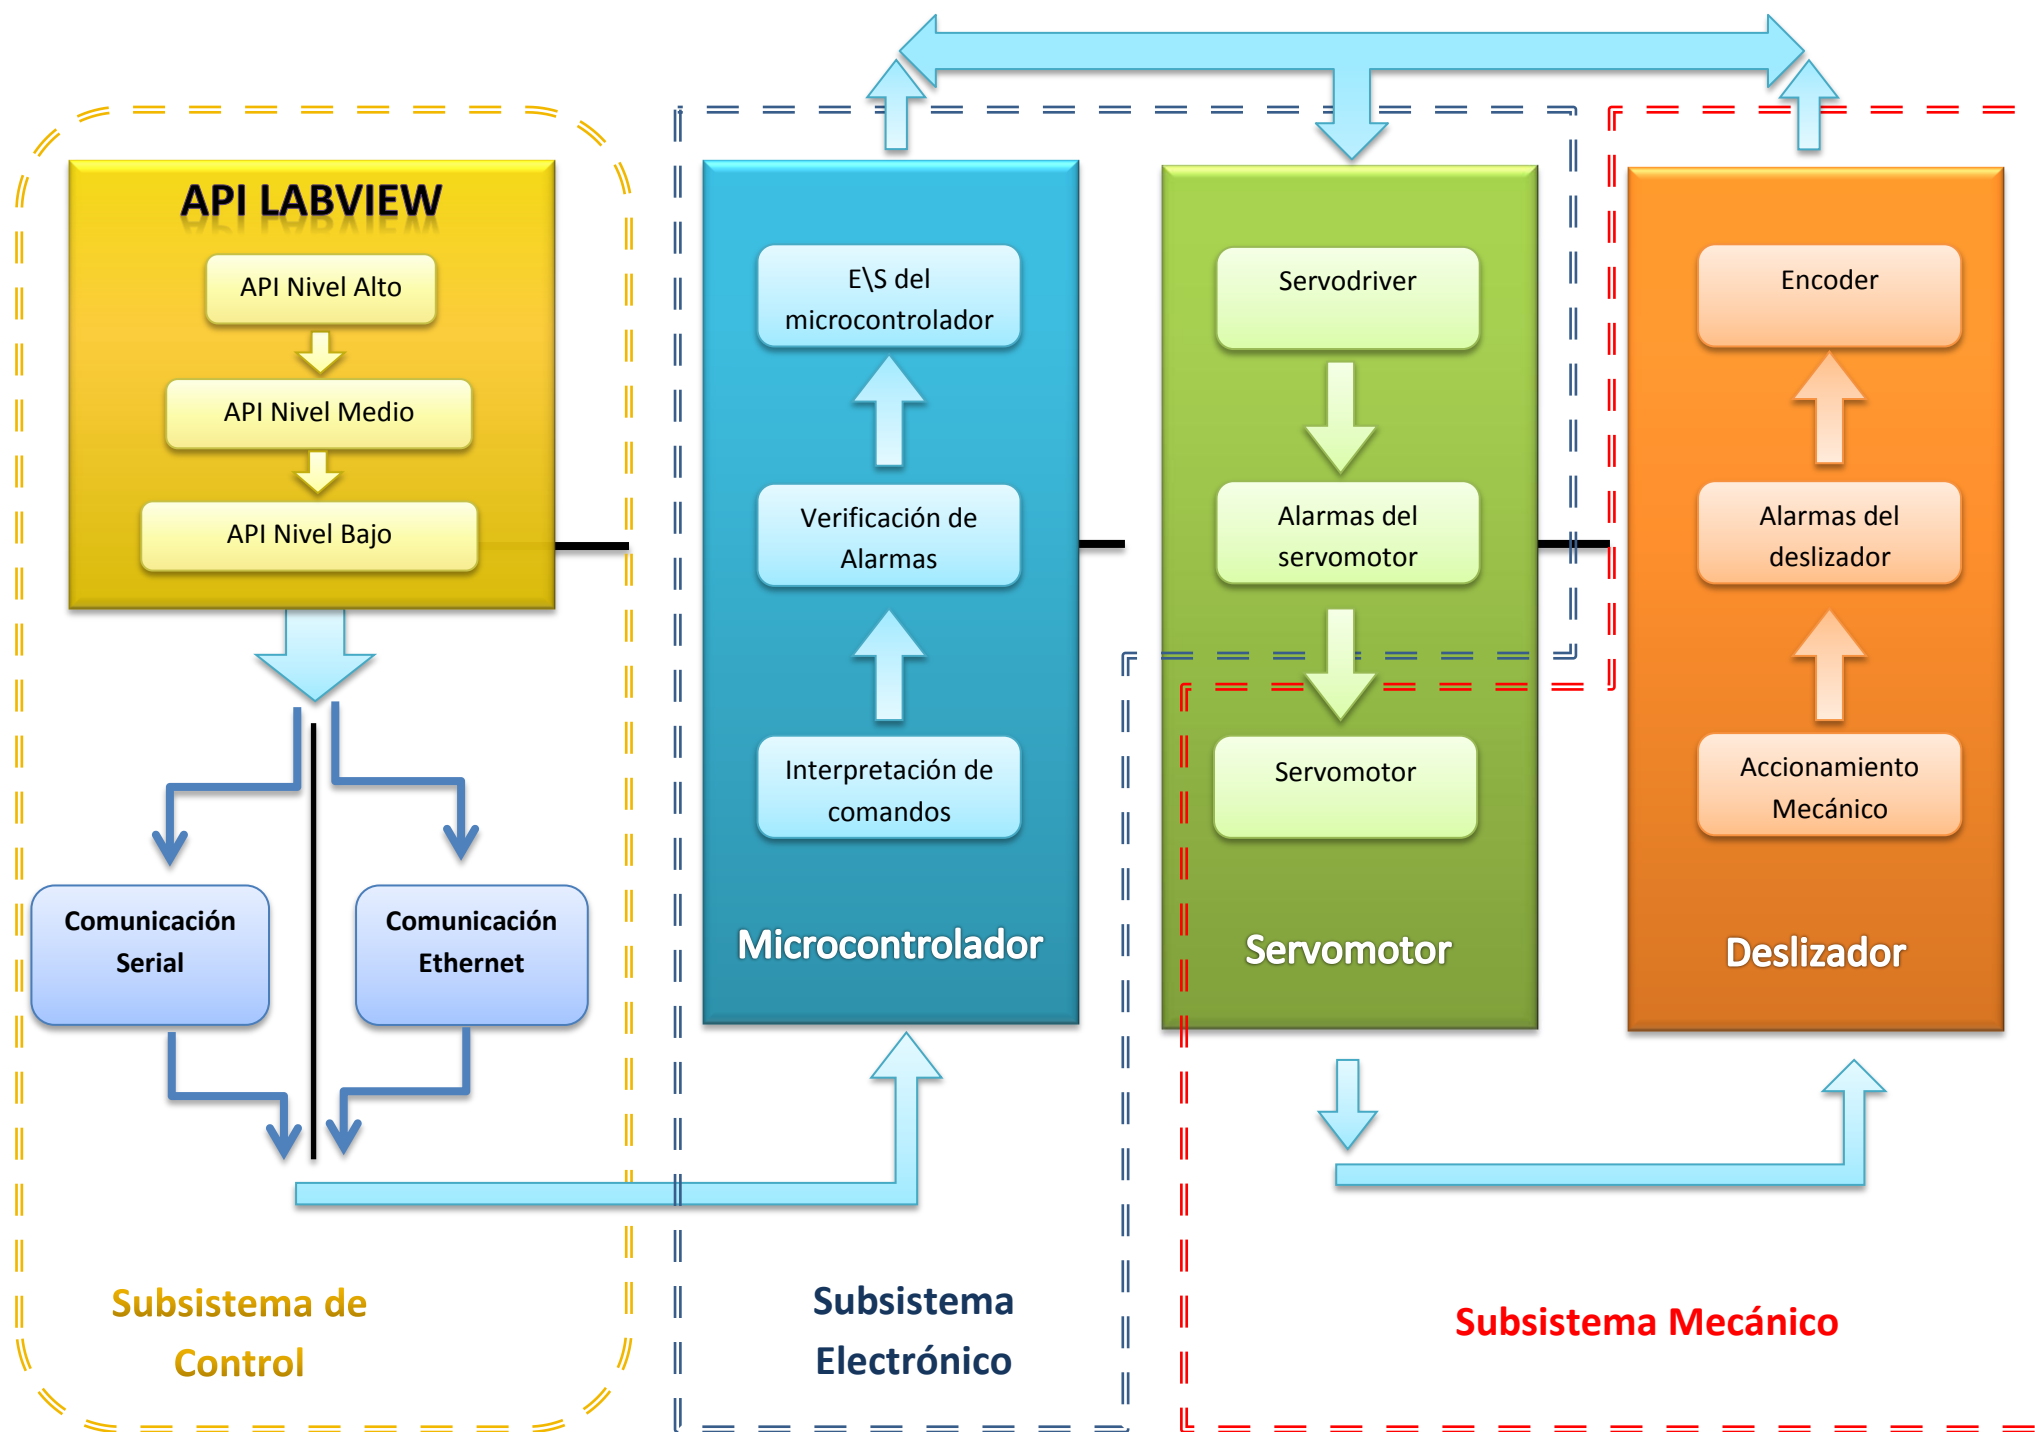 API LABVIEW
API Nivel Alto
API Nivel Medio
API Nivel Bajo
Comunicación
Serial
Comunicación
Ethernet
Subsistema de
Control
E\S del
microcontrolador
Verificación de
Alarmas
Interpretación de
comandos
Microcontrolador
Subsistema
Electrónico
Servodriver
Alarmas del
servomotor
Servomotor
Servomotor
Encoder
Alarmas del
deslizador
Accionamiento
Mecánico
Deslizador
Subsistema Mecánico